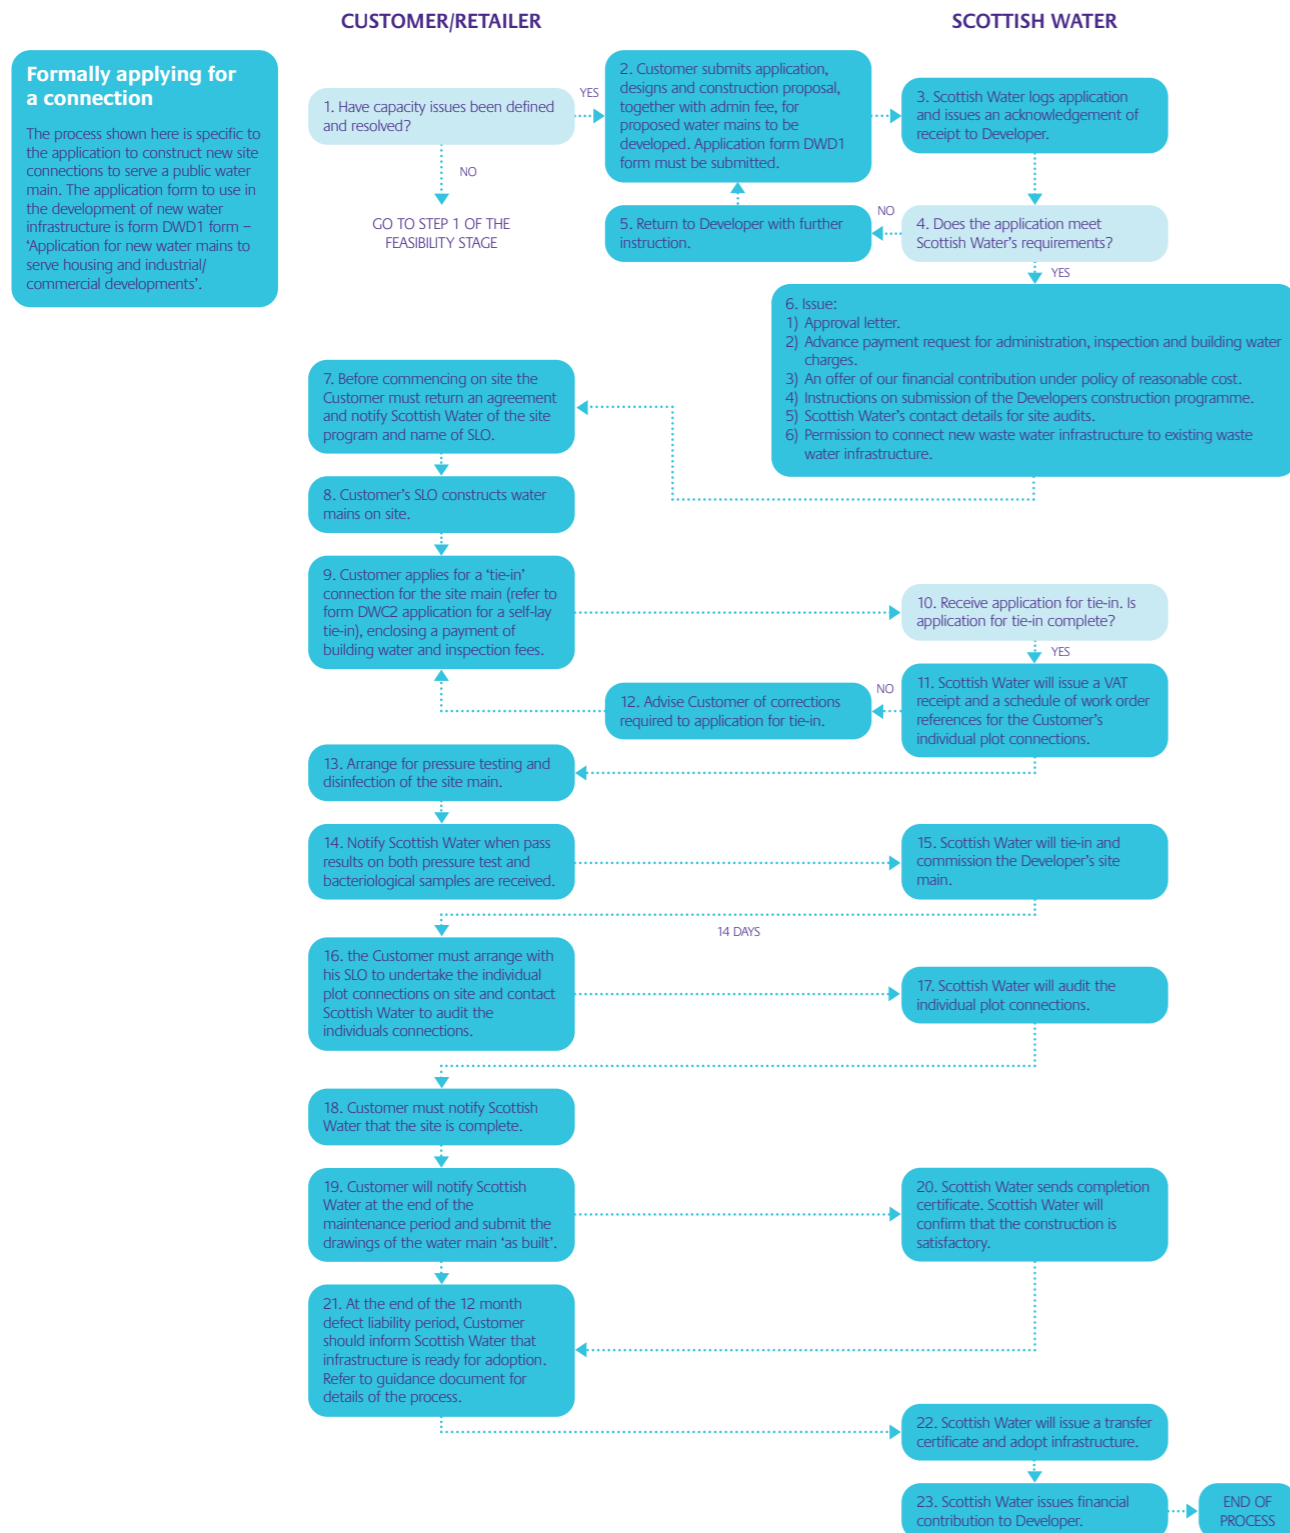 CUSTOMER/RETAILER
SCOTTISH WATER
Formally applying for
a connection
The process shown here is specific to
the application to construct new site
connections to serve a public water
main. The application form to use in
the development of new water
infrastructure is form DWD1 form –
‘Application for new water mains to
serve housing and industrial/
commercial developments’.
1. Have capacity issues been defined
and resolved?
YES
NO
GO TO STEP 1 OF THE
FEASIBILITY STAGE
2. Customer submits application,
designs and construction proposal,
together with admin fee, for
proposed water mains to be
developed. Application form DWD1
form must be submitted.
3. Scottish Water logs application
and issues an acknowledgement of
receipt to Developer.
4. Does the application meet
Scottish Water's requirements?
NO
YES
5. Return to Developer with further
instruction.
6. Issue:
1) Approval letter.
2) Advance payment request for administration, inspection and building water
charges.
3) An offer of our financial contribution under policy of reasonable cost.
4) Instructions on submission of the Developers construction programme.
5) Scottish Water's contact details for site audits.
6) Permission to connect new waste water infrastructure to existing waste
water infrastructure.
7. Before commencing on site the
Customer must return an agreement
and notify Scottish Water of the site
program and name of SLO.
8. Customer's SLO constructs water
mains on site.
9. Customer applies for a ‘tie-in’
connection for the site main (refer to
form DWC2 application for a self-lay
tie-in), enclosing a payment of
building water and inspection fees.
10. Receive application for tie-in. Is
application for tie-in complete?
YES
11. Scottish Water will issue a VAT
receipt and a schedule of work order
references for the Customer's
individual plot connections.
NO
12. Advise Customer of corrections
required to application for tie-in.
13. Arrange for pressure testing and
disinfection of the site main.
14. Notify Scottish Water when pass
results on both pressure test and
bacteriological samples are received.
15. Scottish Water will tie-in and
commission the Developer's site
main.
14 DAYS
16. the Customer must arrange with
his SLO to undertake the individual
plot connections on site and contact
Scottish Water to audit the
individuals connections.
17. Scottish Water will audit the
individual plot connections.
18. Customer must notify Scottish
Water that the site is complete.
19. Customer will notify Scottish
Water at the end of the
maintenance period and submit the
drawings of the water main ‘as built’.
20. Scottish Water sends completion
certificate. Scottish Water will
confirm that the construction is
satisfactory.
21. At the end of the 12 month
defect liability period, Customer
should inform Scottish Water that
infrastructure is ready for adoption.
Refer to guidance document for
details of the process.
22. Scottish Water will issue a transfer
certificate and adopt infrastructure.
23. Scottish Water issues financial
contribution to Developer.
END OF
PROCESS